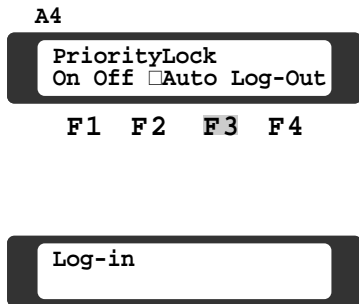 A4
PriorityLock
On Off □Auto Log-Out
F1 F2 F3 F4
Log-in